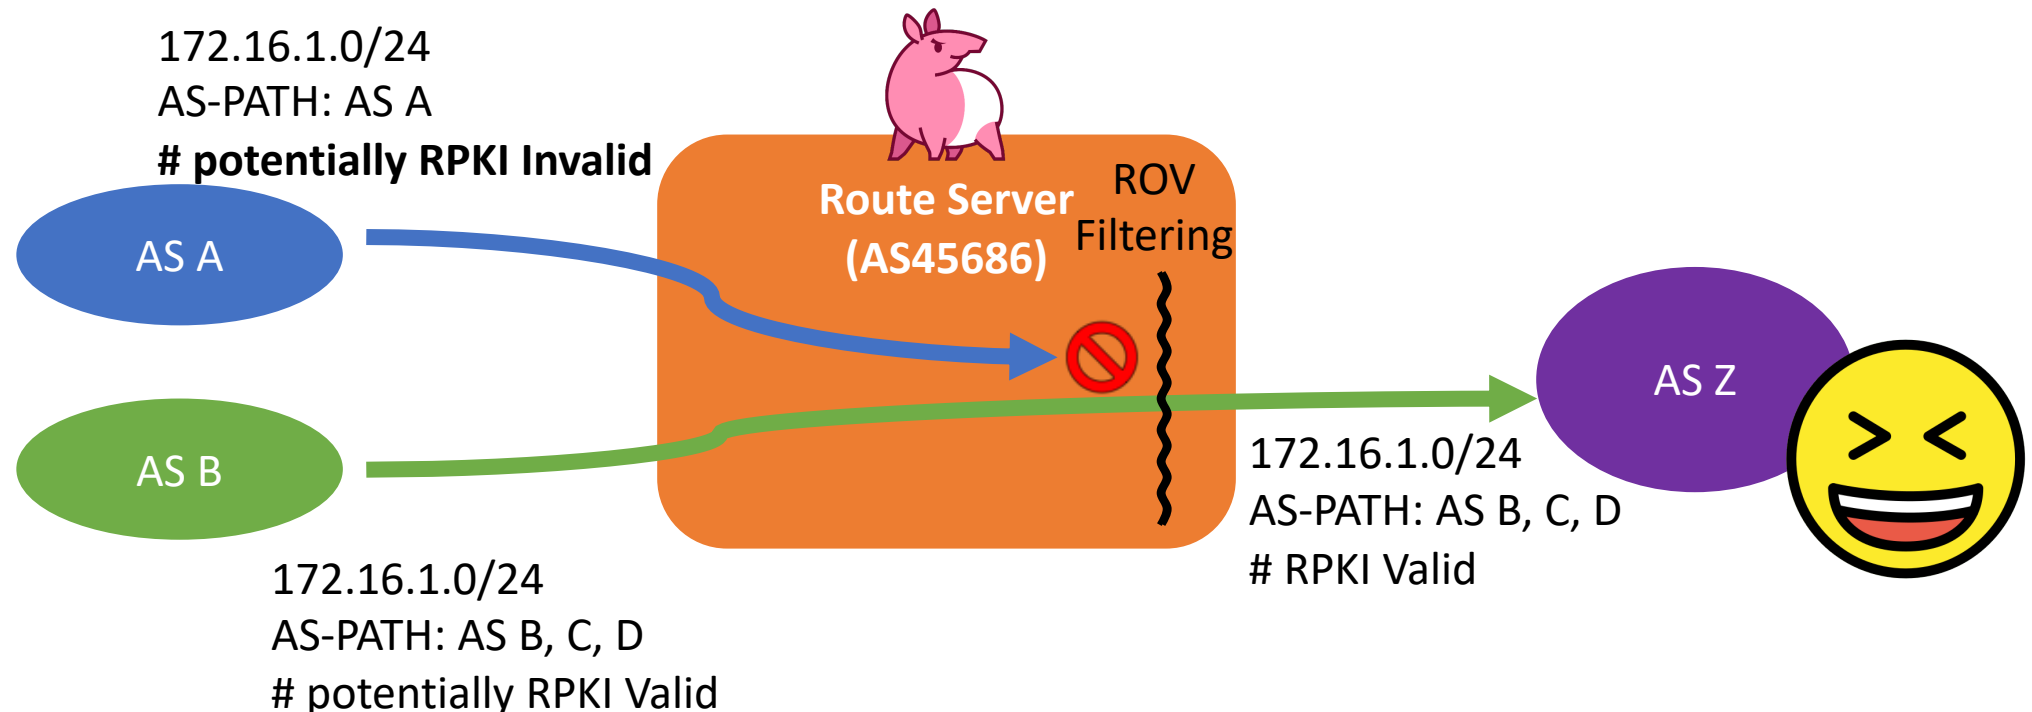 172.16.1.0/24
AS-PATH: AS A
# potentially RPKI Invalid
AS A
Route Server
(AS45686)
ROV
Filtering
AS Z
AS B
172.16.1.0/24
AS-PATH: AS B, C, D
# RPKI Valid
172.16.1.0/24
AS-PATH: AS B, C, D
# potentially RPKI Valid